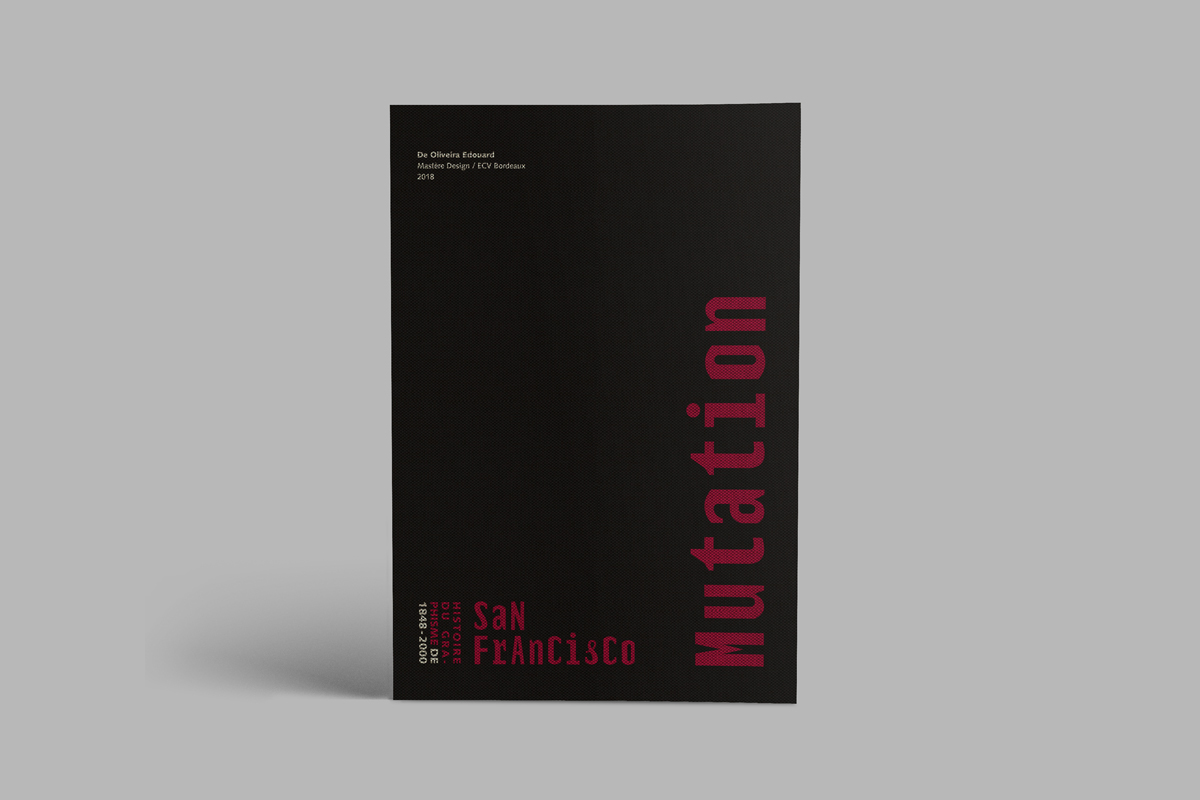 De Oliveira Edouard
Mastère Design / ECV Bordeaux
2018
Mutation
HISTOIRE
DU GRA-
PHISME DE
1848-2000
SaN
FrAnCisCo